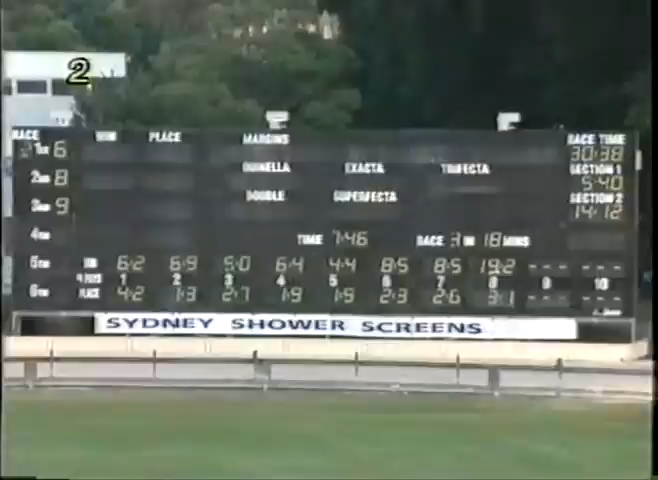 2
RACE WIN PLACE MARGINS RACE TIME
1ST 6 30:38
QUINELLA EXACTA TRIFECTA SECTION 1
2ND 8 5:40
DOUBLE SUPERFECTA SECTION 2
3RD 9 14:12
4TH TIME 7:46 RACE 3 IN 18 MINS
5TH WIN 6:2 6:9 5:0 6:4 4:4 8:5 8:5 19:2
1 2 3 4 5 6 7 8 9 10
6TH PLACE 4:2 1:3 2:7 1:9 1:9 2:3 2:6 3:1
SYDNEY SHOWER SCREENS